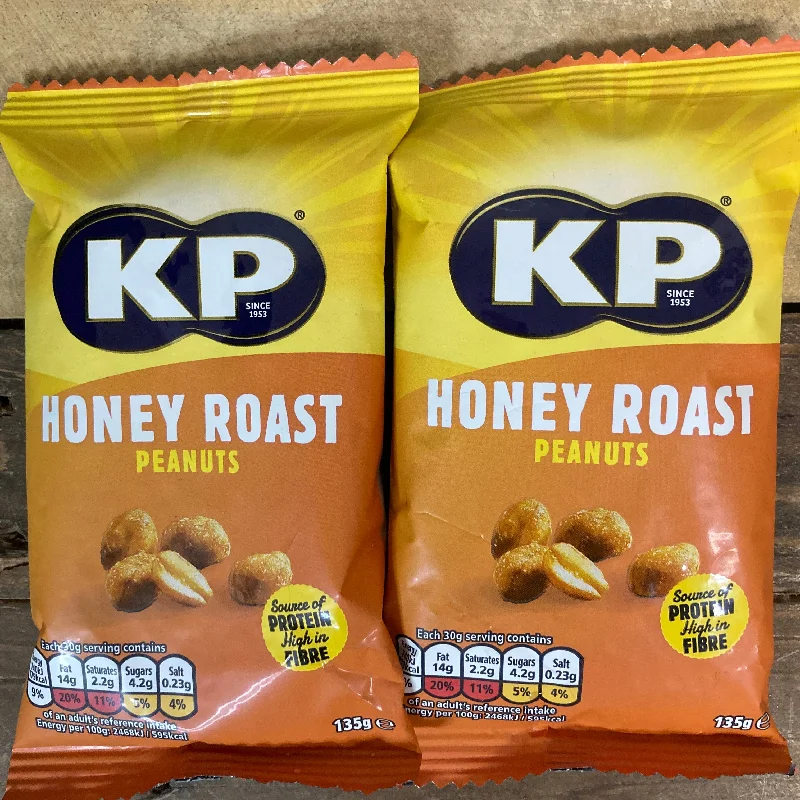 KP
®
SINCE
1953
HONEY ROAST
PEANUTS
Source of
PROTEIN
High in
FIBRE
Each 30g serving contains
Fat Saturates Sugars Salt
14g 2.2g 4.2g 0.23g
9% 20% 11% 5% 4%
of an adult's reference intake
Energy per 100g: 2468kJ / 595kcal
135g ℮
KP
®
SINCE
1953
HONEY ROAST
PEANUTS
Source of
PROTEIN
High in
FIBRE
Each 30g serving contains
Fat Saturates Sugars Salt
14g 2.2g 4.2g 0.23g
% 20% 11% 5% 4%
of an adult's reference intake
Energy per 100g: 2468kJ / 595kcal
135g ℮